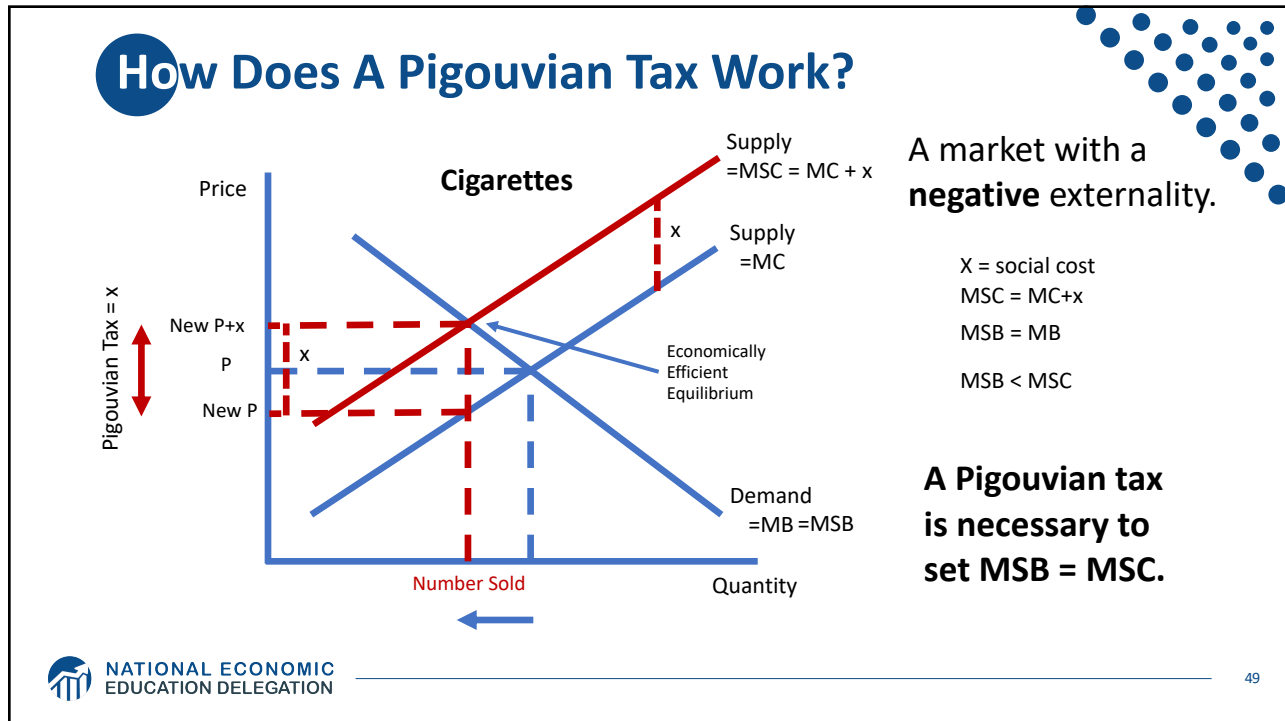 How Does A Pigouvian Tax Work?
Cigarettes
Price
Supply
=MSC = MC + x
x
Supply
=MC
Pigouvian Tax = x
New P+x
x
P
New P
Economically
Efficient
Equilibrium
Demand
=MB =MSB
Number Sold
Quantity
A market with a
negative externality.
X = social cost
MSC = MC+x
MSB = MB
MSB < MSC
A Pigouvian tax
is necessary to
set MSB = MSC.
NATIONAL ECONOMIC
EDUCATION DELEGATION
49